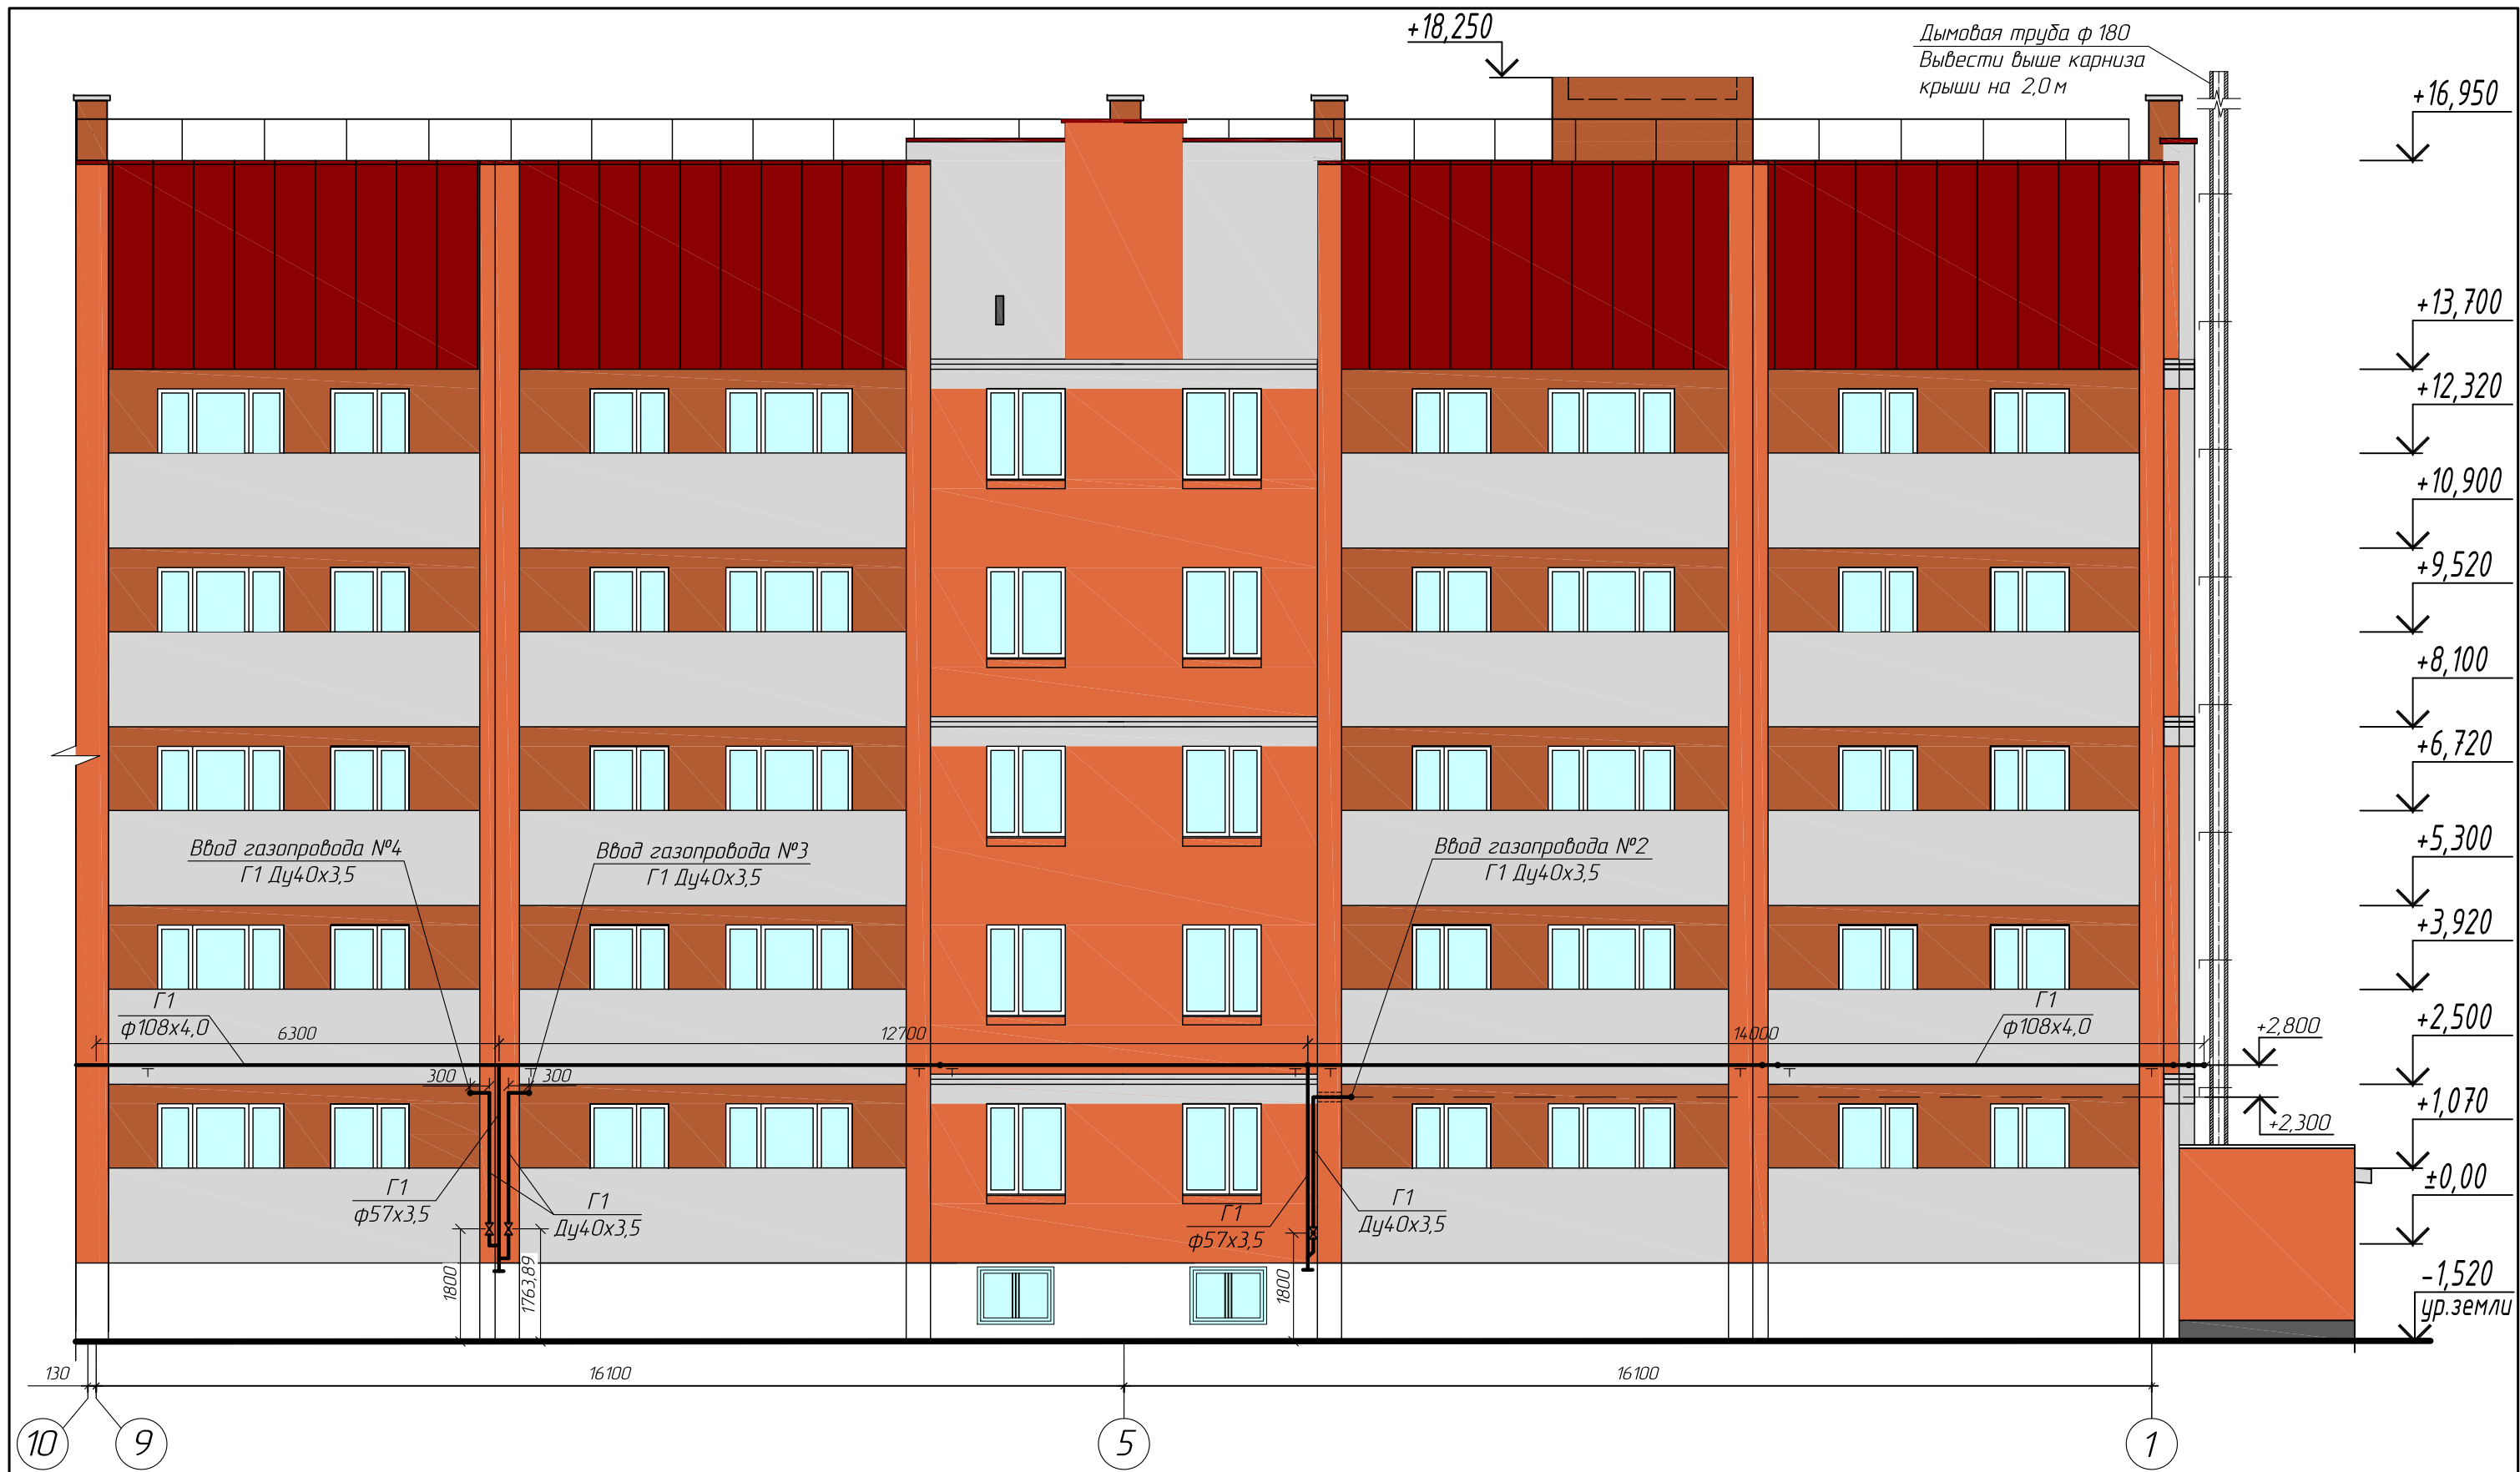 +18,250
Дымовая труба ф 180
Вывести выше карниза
крыши на 2,0 м
+16,950
+13,700
+12,320
+10,900
+9,520
+8,100
+6,720
+5,300
+3,920
+2,500
+1,070
±0,00
-1,520
ур.земли
Ввод газопровода №4
Г1 Ду40х3,5
Ввод газопровода №3
Г1 Ду40х3,5
Ввод газопровода №2
Г1 Ду40х3,5
Г1
ф108х4,0
6300
12700
14000
Г1
ф108х4,0
+2,800
+2,300
300
300
Г1
ф57х3,5
Г1
Ду40х3,5
Г1
ф57х3,5
Г1
Ду40х3,5
1800
1763,89
1800
130
16100
16100
10
9
5
1